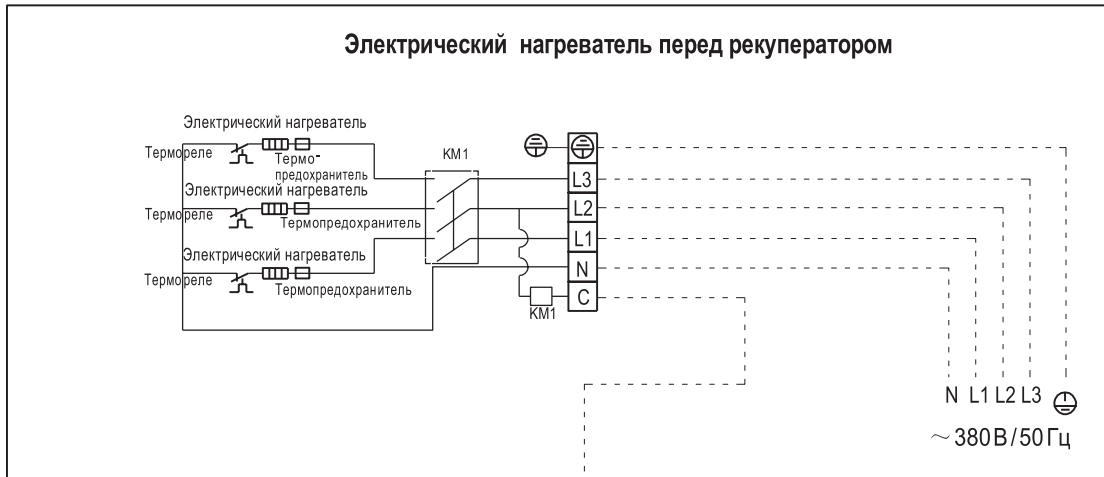 Электрический нагреватель перед рекуператором
Электрический нагреватель
Термореле
Термо-
предохранитель
KM1
Электрический нагреватель
Термореле
Термопредохранитель
Электрический нагреватель
Термореле
Термопредохранитель
L3
L2
L1
N
C
KM1
N L1 L2 L3
~380В/50Гц